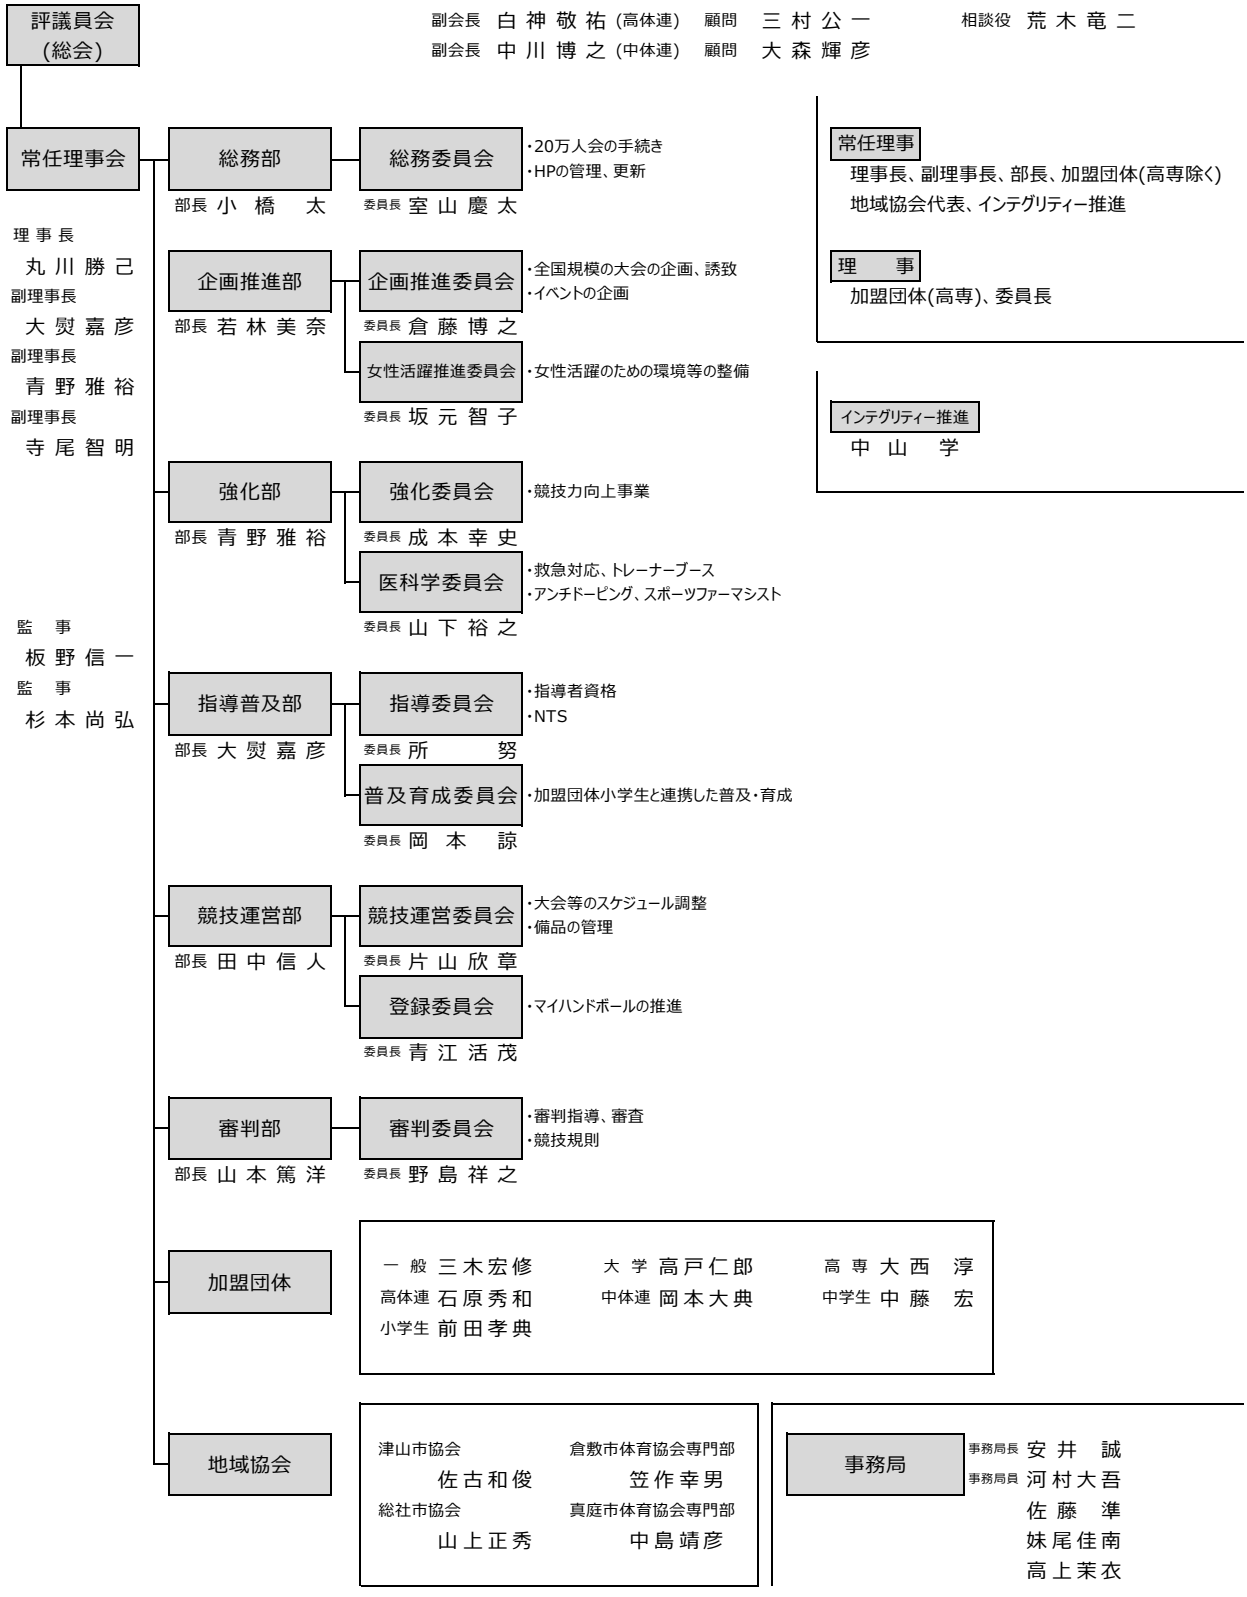 評議員会
(総会)
副会長 白神敬祐 (高体連) 顧問 三村公一 相談役 荒木竜二
副会長 中川博之 (中体連) 顧問 大森輝彦
常任理事会
理事長
丸川勝己
副理事長
大熨嘉彦
副理事長
青野雅裕
副理事長
寺尾智明
監 事
板野信一
監 事
杉本尚弘
総務部
部長 小橋 太
総務委員会
委員長 室山慶太
・20万人会の手続き
・HPの管理、更新
企画推進部
部長 若林美奈
企画推進委員会
委員長 倉藤博之
・全国規模の大会の企画、誘致
・イベントの企画
女性活躍推進委員会
委員長 坂元智子
・女性活躍のための環境等の整備
強化部
部長 青野雅裕
強化委員会
委員長 成本幸史
・競技力向上事業
医科学委員会
委員長 山下裕之
・救急対応、トレーナーブース
・アンチドーピング、スポーツファーマシスト
指導普及部
部長 大熨嘉彦
指導委員会
委員長 所 努
・指導者資格
・NTS
普及育成委員会
委員長 岡本 諒
・加盟団体小学生と連携した普及・育成
競技運営部
部長 田中信人
競技運営委員会
委員長 片山欣章
・大会等のスケジュール調整
・備品の管理
登録委員会
委員長 青江活茂
・マイハンドボールの推進
審判部
部長 山本篤洋
審判委員会
委員長 野島祥之
・審判指導、審査
・競技規則
加盟団体
一般 三木宏修 大学 高戸仁郎 高専 大西 淳
高体連 石原秀和 中体連 岡本大典 中学生 中藤 宏
小学生 前田孝典
地域協会
津山市協会 倉敷市体育協会専門部
佐古和俊 笠作幸男
総社市協会 真庭市体育協会専門部
山上正秀 中島靖彦
常任理事
理事長、副理事長、部長、加盟団体(高専除く)
地域協会代表、インテグリティー推進
理 事
加盟団体(高専)、委員長
インテグリティー推進
中山 学
事務局
事務局長 安井 誠
事務局員 河村大吾
佐藤 準
妹尾佳南
高上茉衣